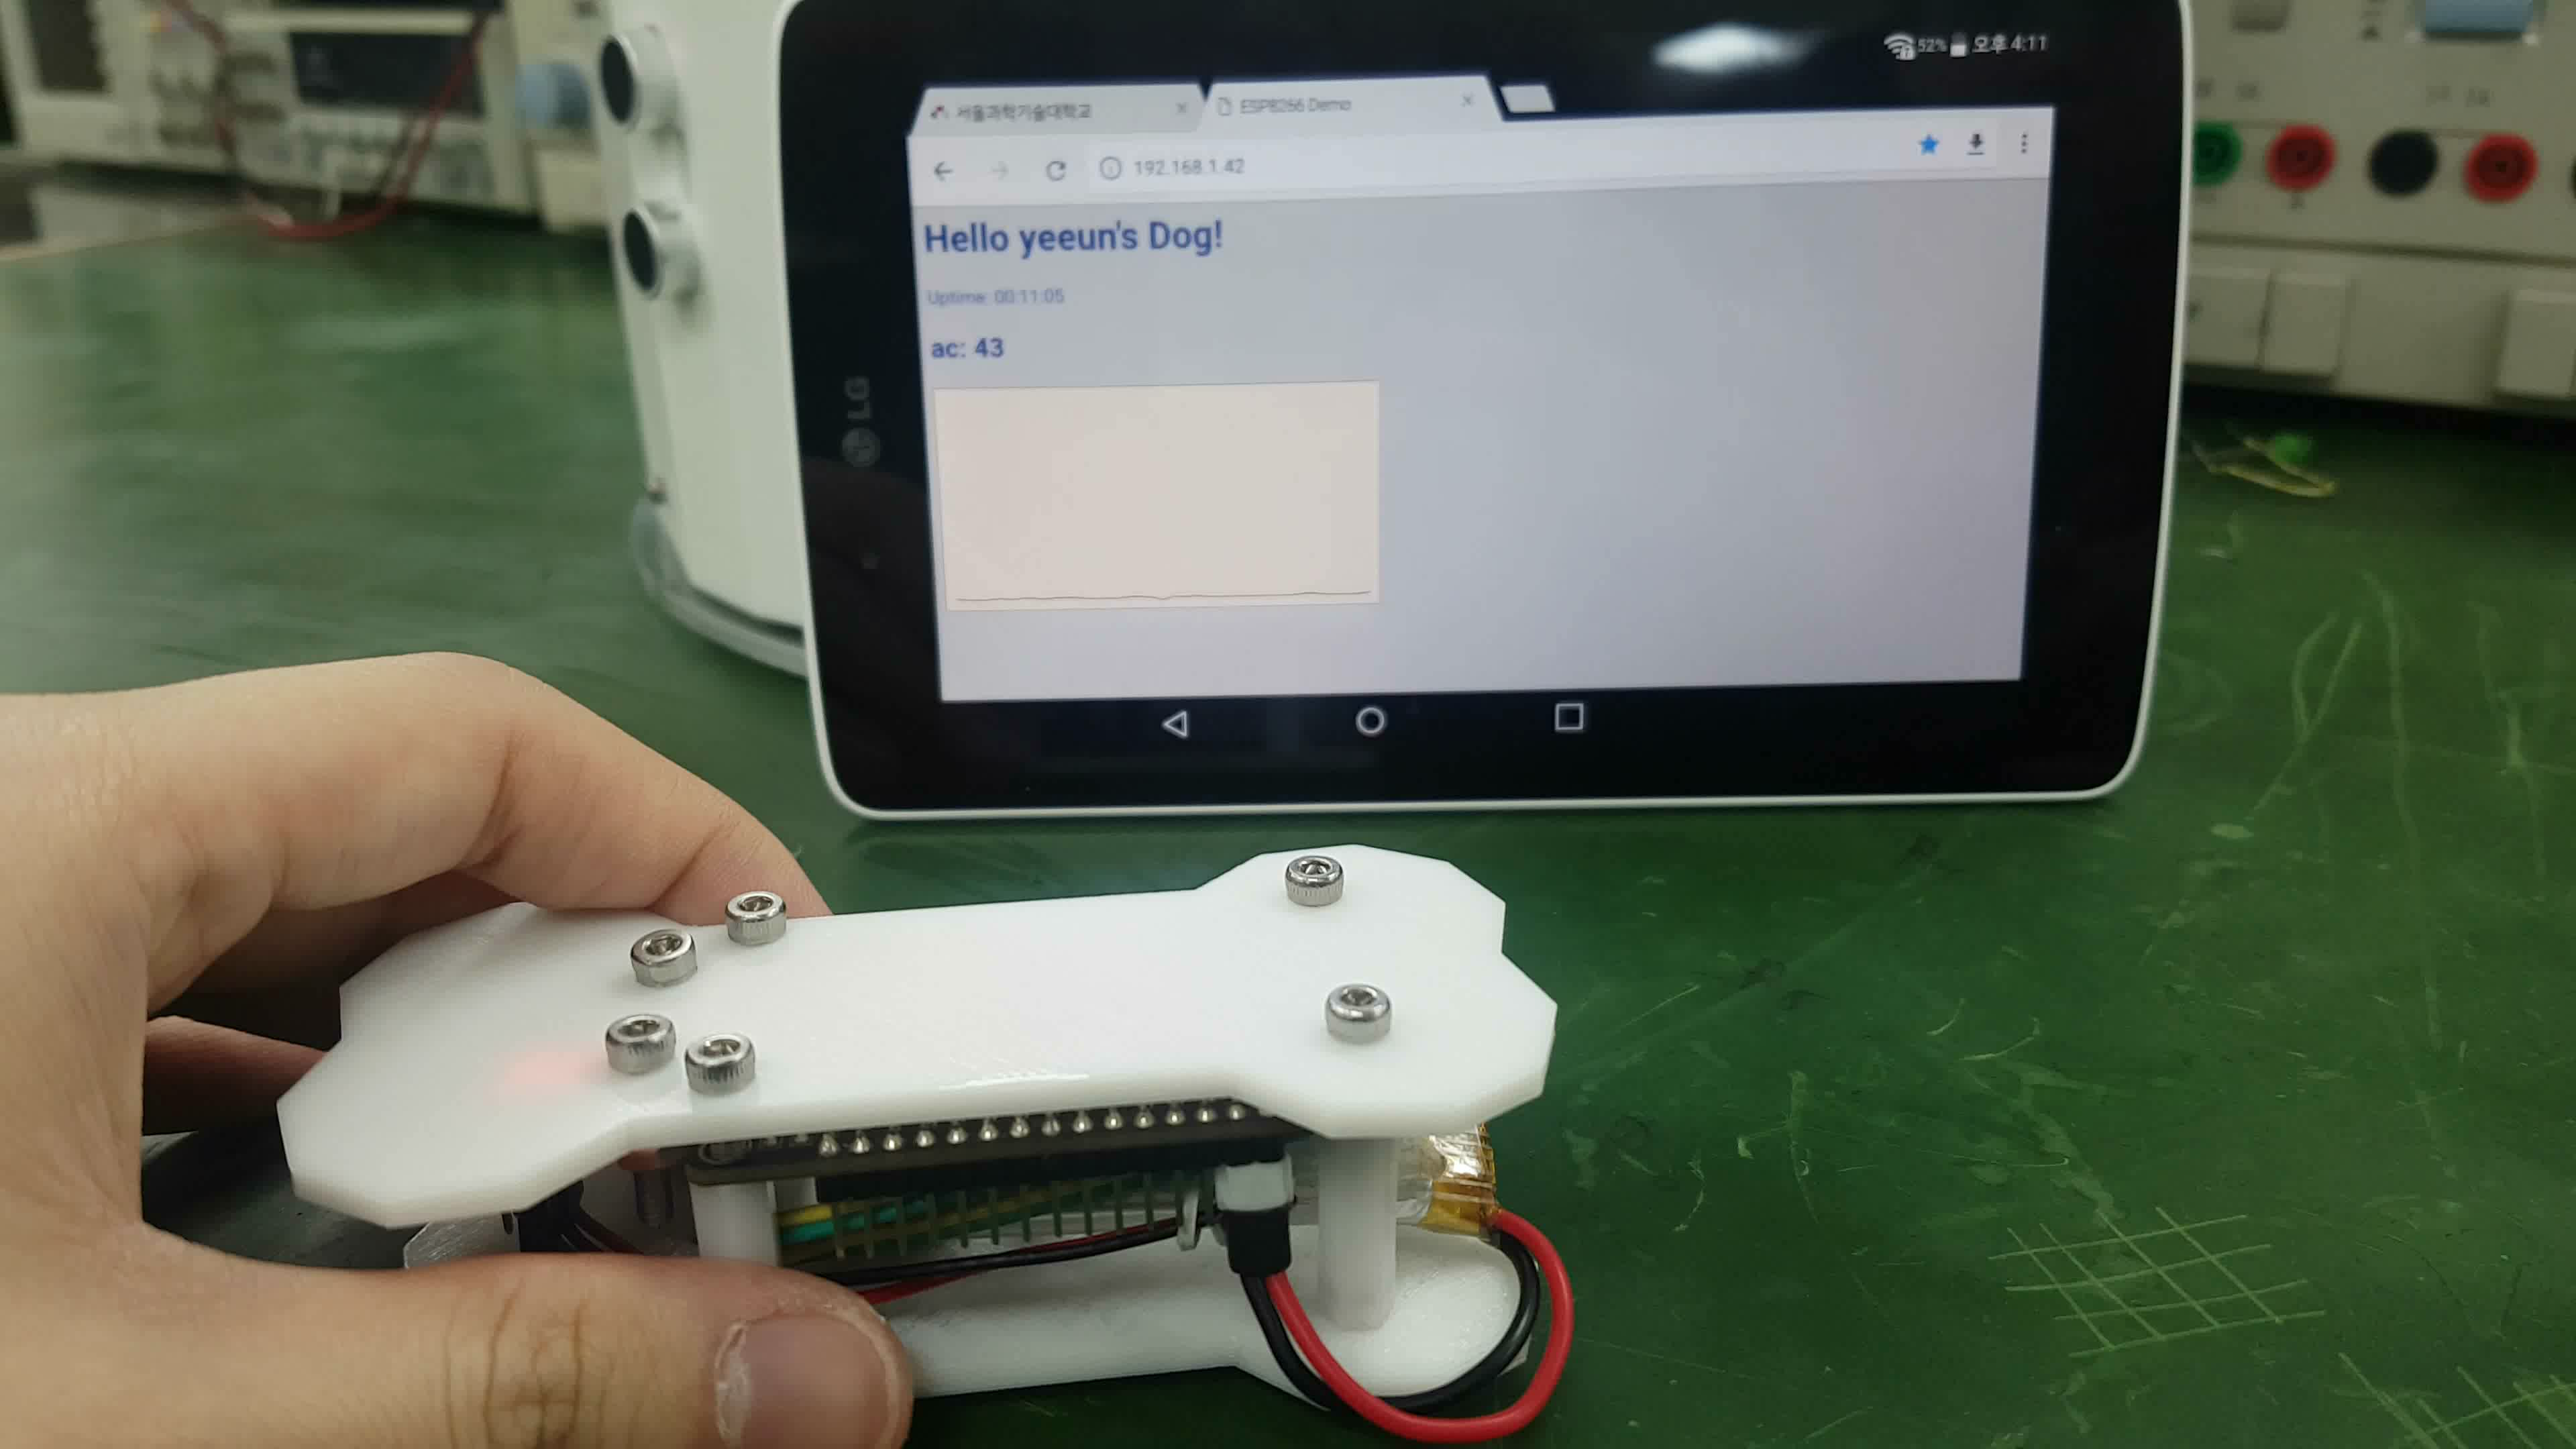 52% 오후 4:11
서울과학기술대학교
ESP8266 Demo
192.168.1.42
Hello yeeun's Dog!
Uptime: 00:11:05
ac: 43
LG